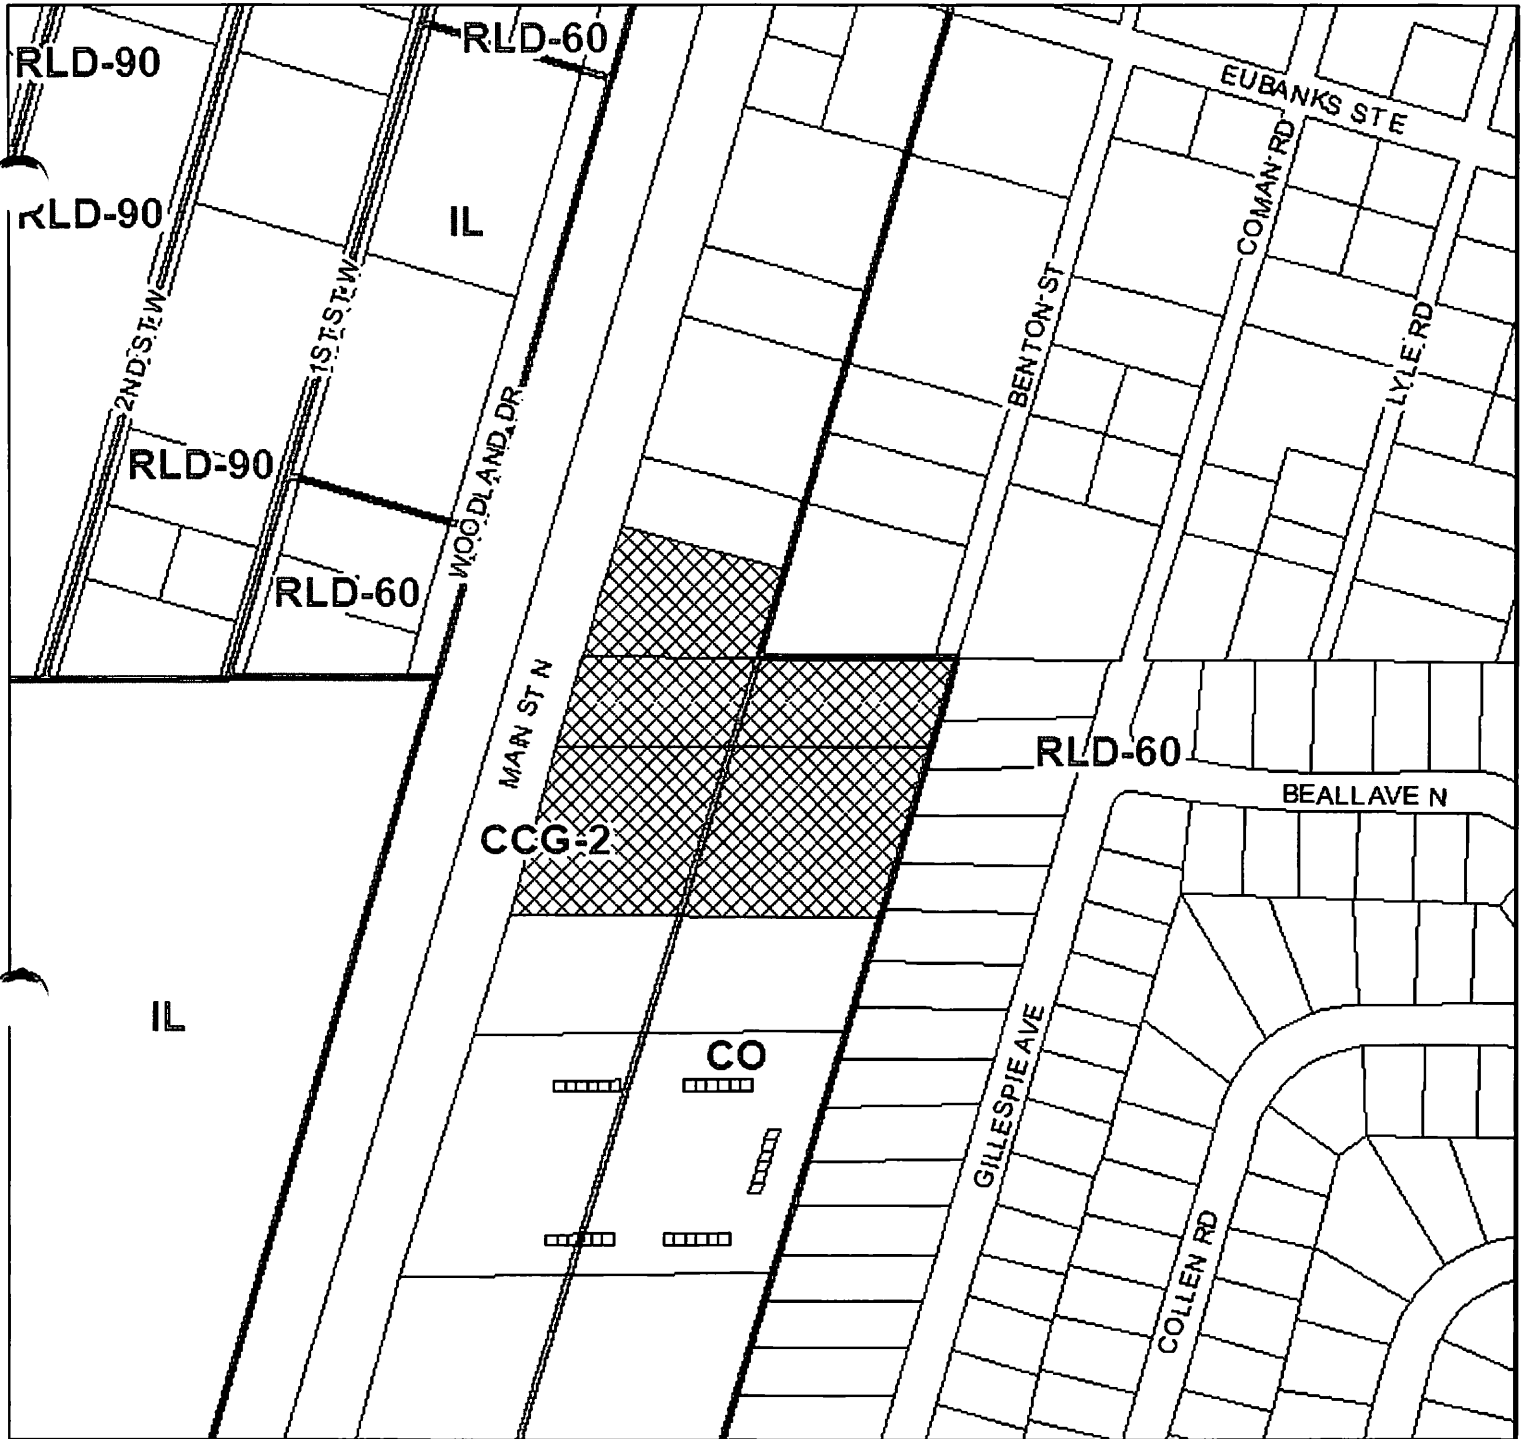 RLD-60
RLD-90
EUBANKS ST E
COMAN RD
RLD-90
IL
BENTON ST
1ST ST W
2ND ST W
LYLE RD
WOODLAND DR
RLD-90
RLD-60
MAIN ST N
RLD-60
BEALL AVE N
CCG-2
IL
CO
GILLESPIE AVE
COLLEN RD